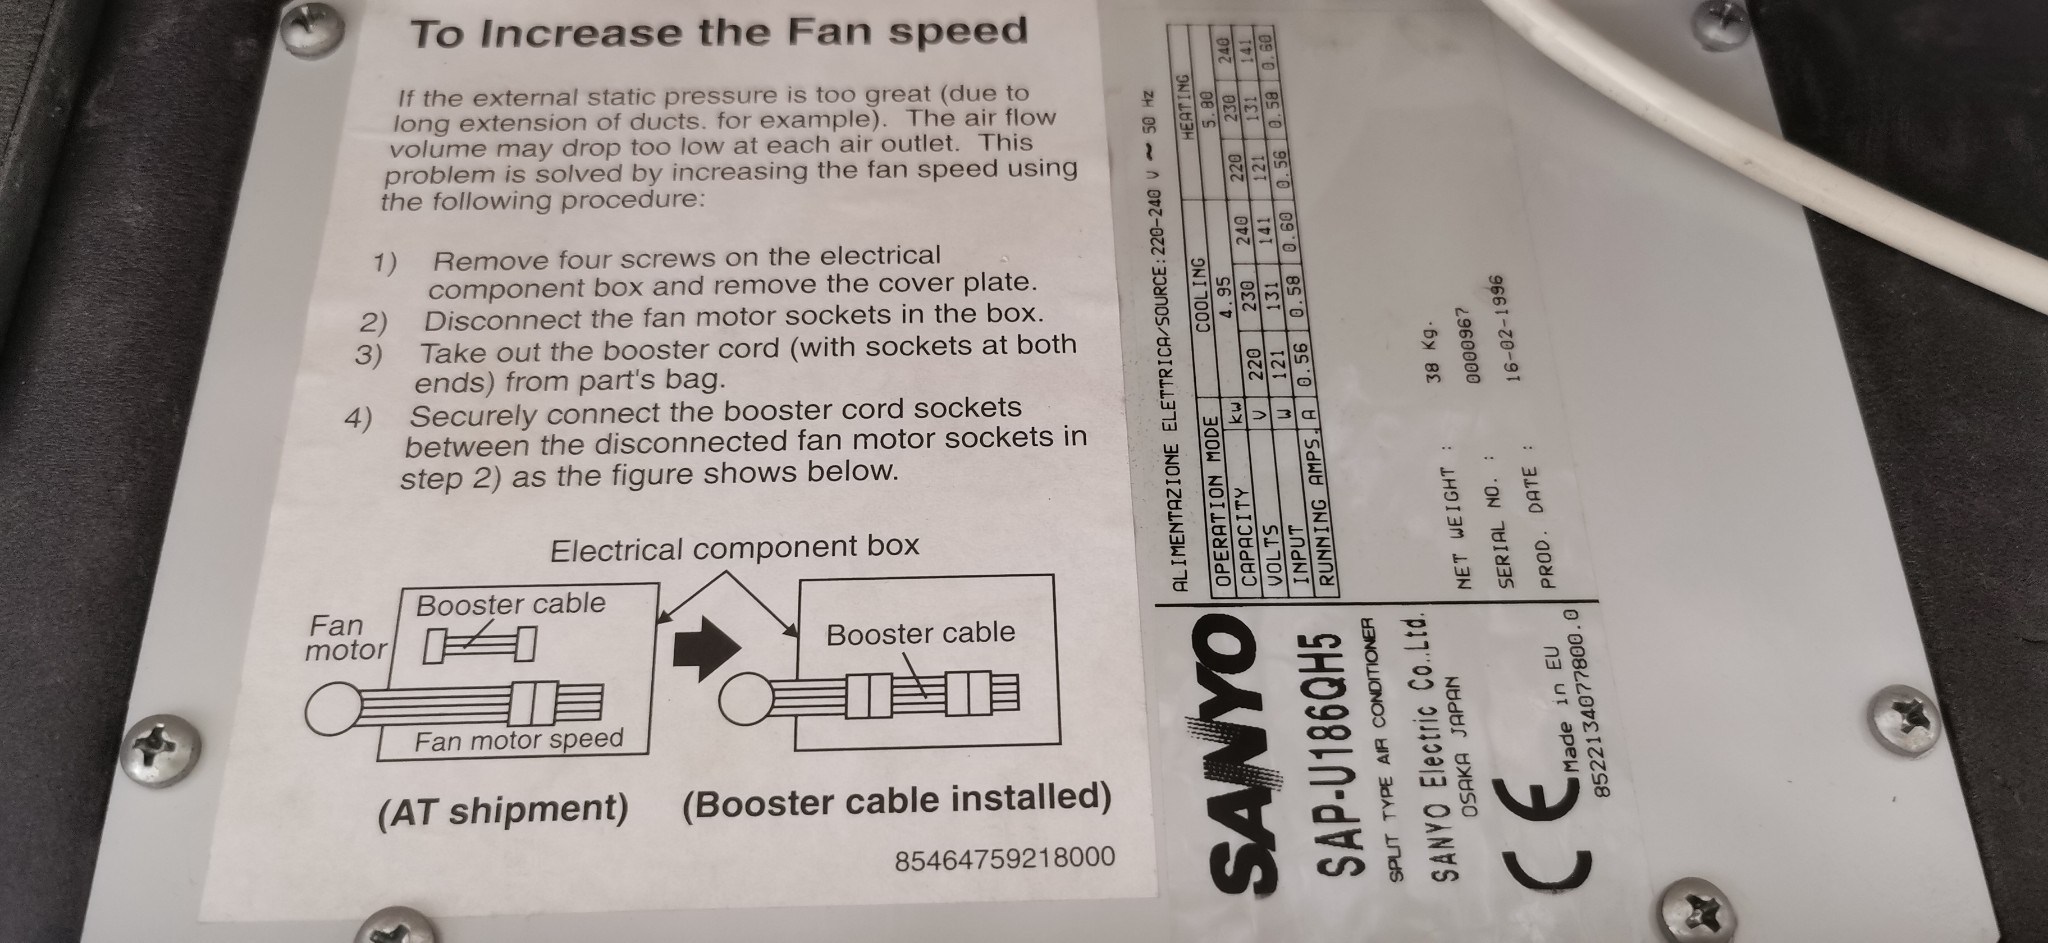 To Increase the Fan speed
If the external static pressure is too great (due to
long extension of ducts. for example). The air flow
volume may drop too low at each air outlet. This
problem is solved by increasing the fan speed using
the following procedure:
1) Remove four screws on the electrical
component box and remove the cover plate.
2) Disconnect the fan motor sockets in the box.
3) Take out the booster cord (with sockets at both
ends) from part's bag.
4) Securely connect the booster cord sockets
between the disconnected fan motor sockets in
step 2) as the figure shows below.
Electrical component box
Booster cable
Fan
motor
Fan motor speed
Booster cable
(AT shipment)
(Booster cable installed)
85464759218000
SANYO
SAP-U186QH5
SPLIT TYPE AIR CONDITIONER
SANYO Electric Co.,Ltd.
OSAKA JAPAN
CE
Made in EU
852213407​7800.0
ALIMENTAZIONE ELETTRICA/SOURCE:220-240 V ~ 50 Hz
OPERATION MODE COOLING HEATING
CAPACITY kW 4.95 5.80
VOLTS V 220 230 240 220 230 240
INPUT W 121 131 141 121 131 141
RUNNING AMPS. A 0.56 0.58 0.60 0.56 0.58 0.60
NET WEIGHT : 38 Kg.
SERIAL NO. : 0000967
PROD. DATE : 16-02-1996